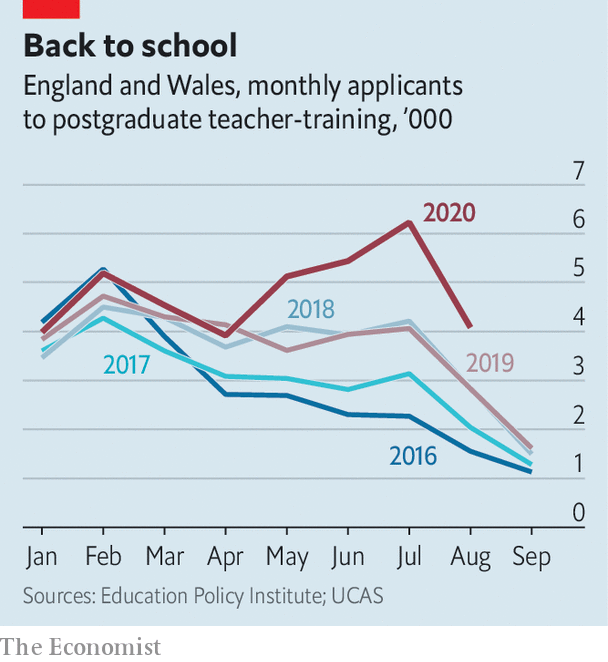 Back to school
England and Wales, monthly applicants
to postgraduate teacher-training, ’000
7
6
5
4
3
2
1
0
2020
2018
2017
2019
2016
Jan Feb Mar Apr May Jun Jul Aug Sep
Sources: Education Policy Institute; UCAS
The Economist